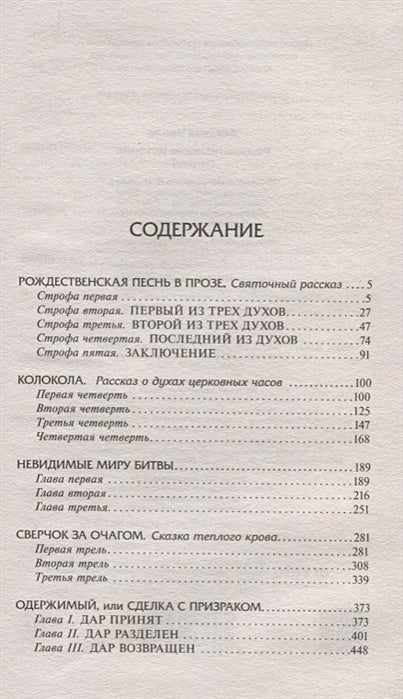 СОДЕРЖАНИЕ
РОЖДЕСТВЕНСКАЯ ПЕСНЬ В ПРОЗЕ. Святочный рассказ ....5
Строфа первая ....5
Строфа вторая. ПЕРВЫЙ ИЗ ТРЕХ ДУХОВ ....27
Строфа третья. ВТОРОЙ ИЗ ТРЕХ ДУХОВ ....47
Строфа четвертая. ПОСЛЕДНИЙ ИЗ ДУХОВ ....74
Строфа пятая. ЗАКЛЮЧЕНИЕ ....91
КОЛОКОЛА. Рассказ о духах церковных часов ....100
Первая четверть ....100
Вторая четверть ....125
Третья четверть ....147
Четвертая четверть ....168
НЕВИДИМЫЕ МИРУ БИТВЫ ....189
Глава первая ....189
Глава вторая ....216
Глава третья ....251
СВЕРЧОК ЗА ОЧАГОМ. Сказка теплого крова ....281
Первая трель ....281
Вторая трель ....308
Третья трель ....339
ОДЕРЖИМЫЙ, или СДЕЛКА С ПРИЗРАКОМ ....373
Глава I. ДАР ПРИНЯТ ....373
Глава II. ДАР РАЗДЕЛЕН ....401
Глава III. ДАР ВОЗВРАЩЕН ....448